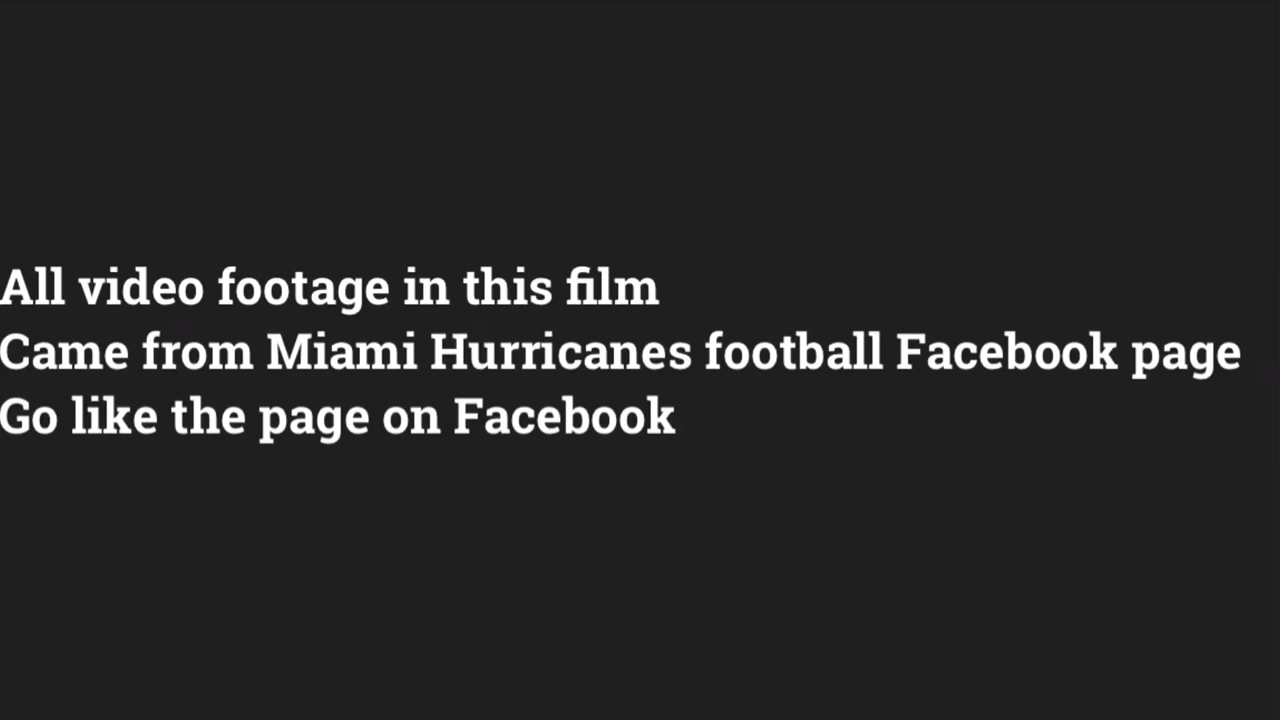 All video footage in this film
Came from Miami Hurricanes football Facebook page
Go like the page on Facebook